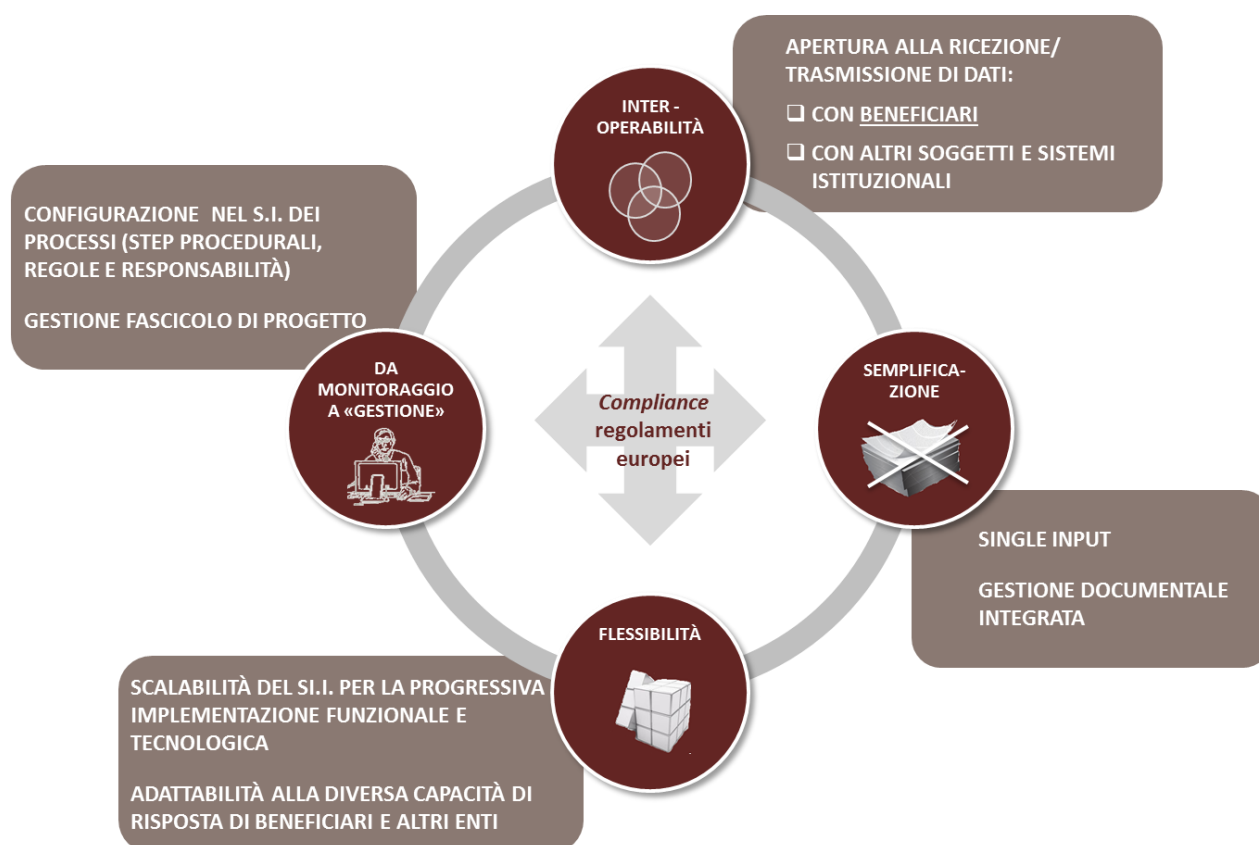 INTER -
OPERABILITÀ
APERTURA ALLA RICEZIONE/
TRASMISSIONE DI DATI:
❑ CON BENEFICIARI
❑ CON ALTRI SOGGETTI E SISTEMI
ISTITUZIONALI
CONFIGURAZIONE NEL S.I. DEI
PROCESSI (STEP PROCEDURALI,
REGOLE E RESPONSABILITÀ)
GESTIONE FASCICOLO DI PROGETTO
DA
MONITORAGGIO
A «GESTIONE»
Compliance
regolamenti
europei
SEMPLIFICA-
ZIONE
SINGLE INPUT
GESTIONE DOCUMENTALE
INTEGRATA
FLESSIBILITÀ
SCALABILITÀ DEL SI.I. PER LA PROGRESSIVA
IMPLEMENTAZIONE FUNZIONALE E
TECNOLOGICA
ADATTABILITÀ ALLA DIVERSA CAPACITÀ DI
RISPOSTA DI BENEFICIARI E ALTRI ENTI